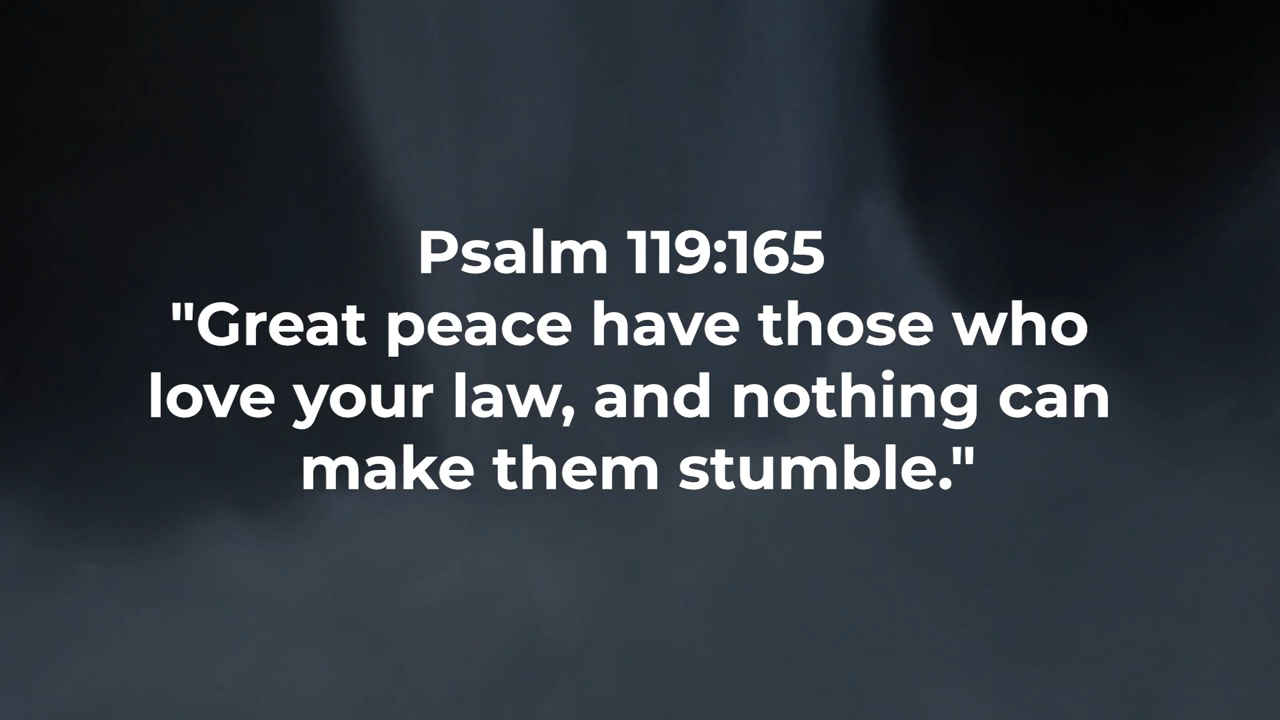 Psalm 119:165
"Great peace have those who
love your law, and nothing can
make them stumble."